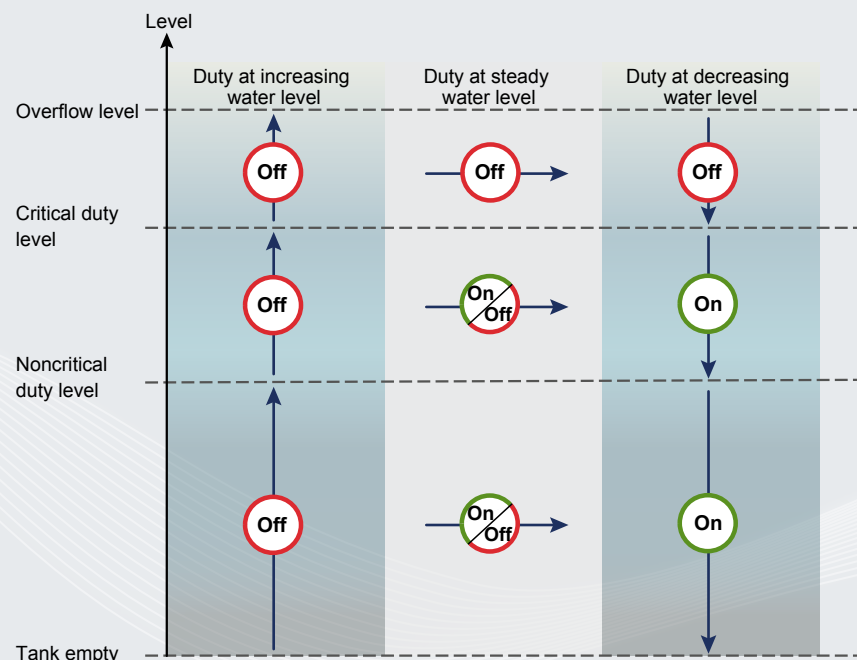 Level
Duty at increasing
water level
Duty at steady
water level
Duty at decreasing
water level
Overflow level
Off
Off
Off
Critical duty
level
Off
On
Off
On
Noncritical
duty level
Off
On
Off
On
Tank empty